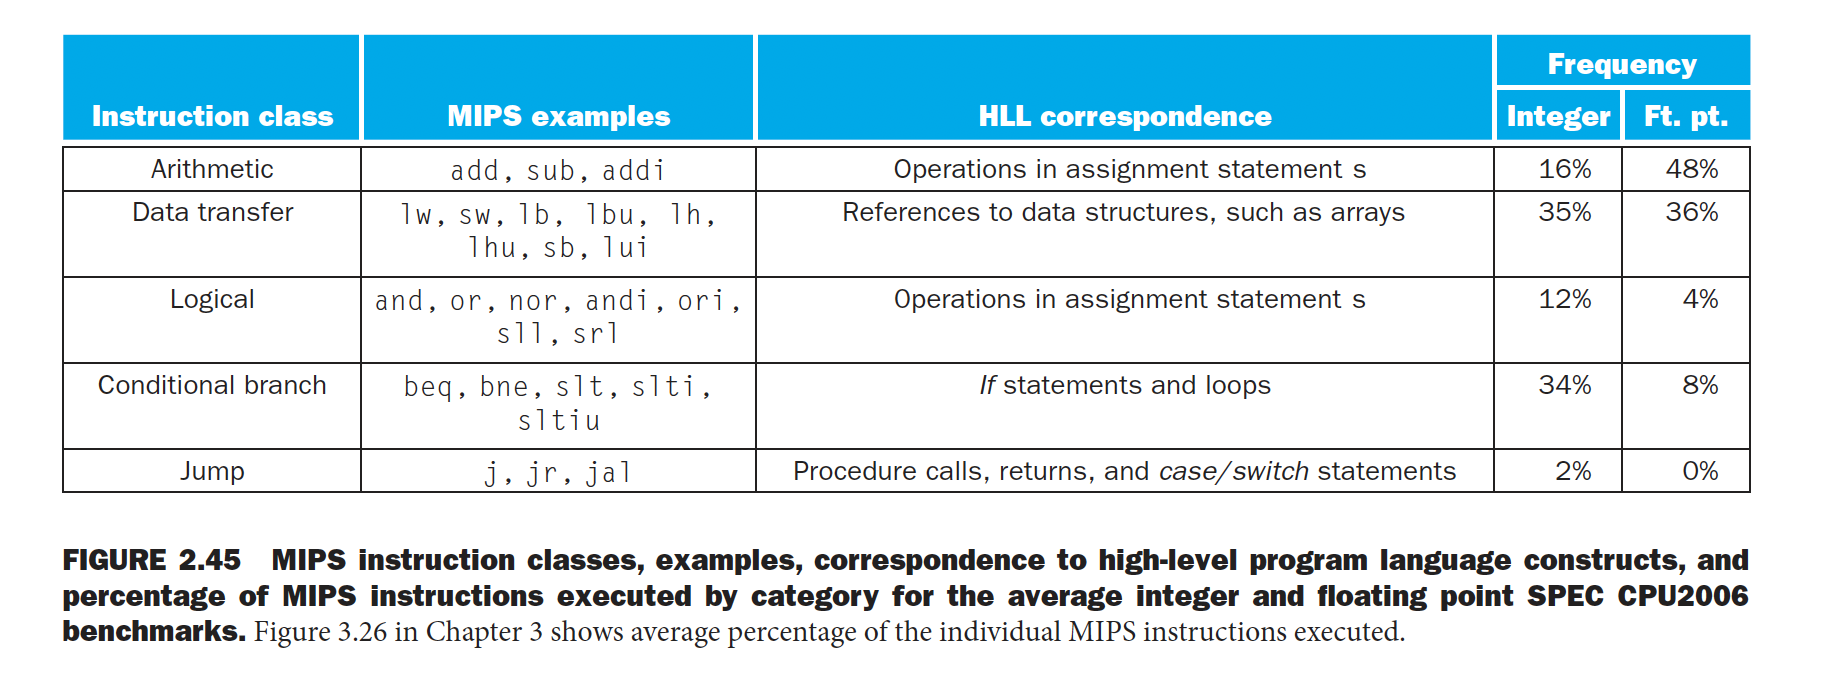 Frequency
Instruction class MIPS examples HLL correspondence Integer Ft. pt.
Arithmetic add, sub, addi Operations in assignment statement s 16% 48%
Data transfer lw, sw, lb, lbu, lh, References to data structures, such as arrays 35% 36%
lhu, sb, lui
Logical and, or, nor, andi, ori, Operations in assignment statement s 12% 4%
sll, srl
Conditional branch beq, bne, slt, slti, If statements and loops 34% 8%
sltiu
Jump j, jr, jal Procedure calls, returns, and case/switch statements 2% 0%
FIGURE 2.45 MIPS instruction classes, examples, correspondence to high-level program language constructs, and
percentage of MIPS instructions executed by category for the average integer and floating point SPEC CPU2006
benchmarks. Figure 3.26 in Chapter 3 shows average percentage of the individual MIPS instructions executed.